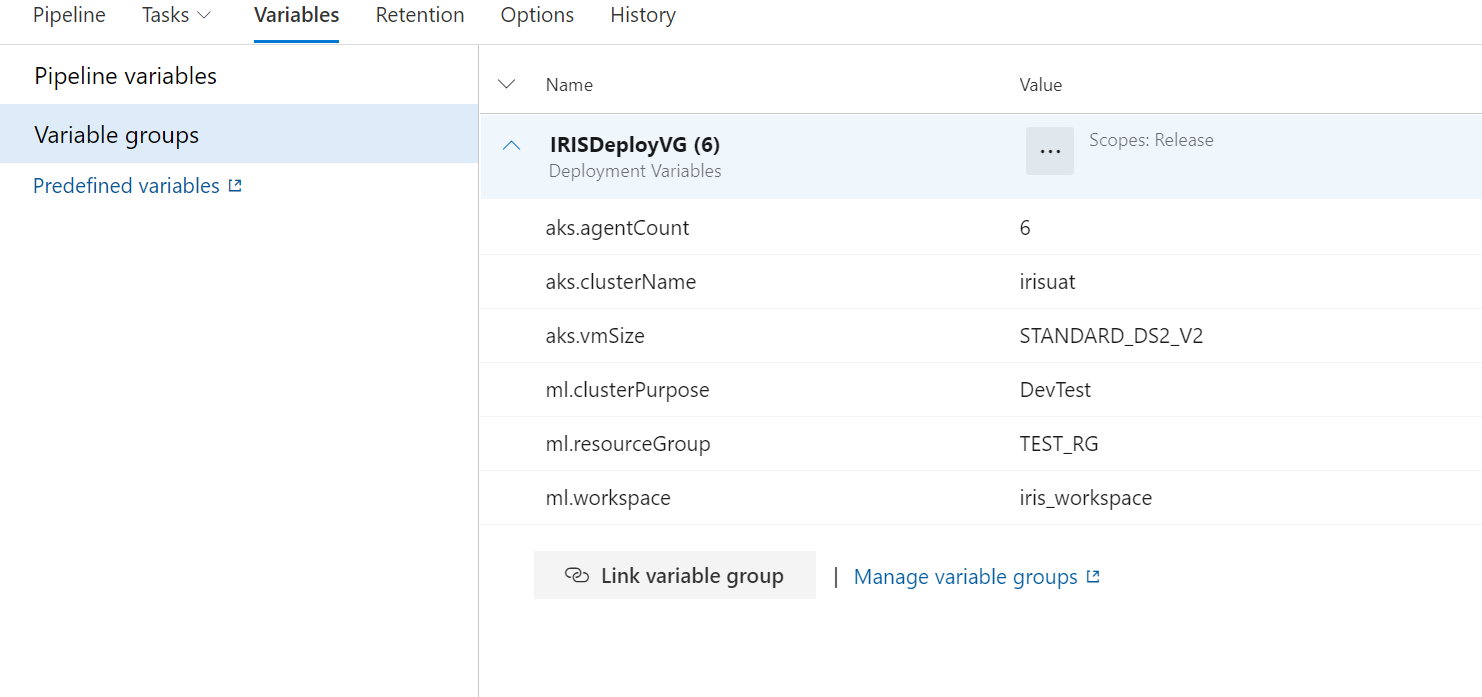 Pipeline Tasks Variables Retention Options History
Pipeline variables
Variable groups
Predefined variables
Name Value
IRISDeployVG (6) ... Scopes: Release
Deployment Variables
aks.agentCount 6
aks.clusterName irisuat
aks.vmSize STANDARD_DS2_V2
ml.clusterPurpose DevTest
ml.resourceGroup TEST_RG
ml.workspace iris_workspace
Link variable group | Manage variable groups